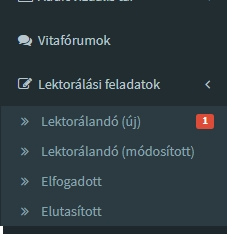 Vitafórumok
Lektorálási feladatok
Lektorálandó (új) 1
Lektorálandó (módosított)
Elfogadott
Elutasított